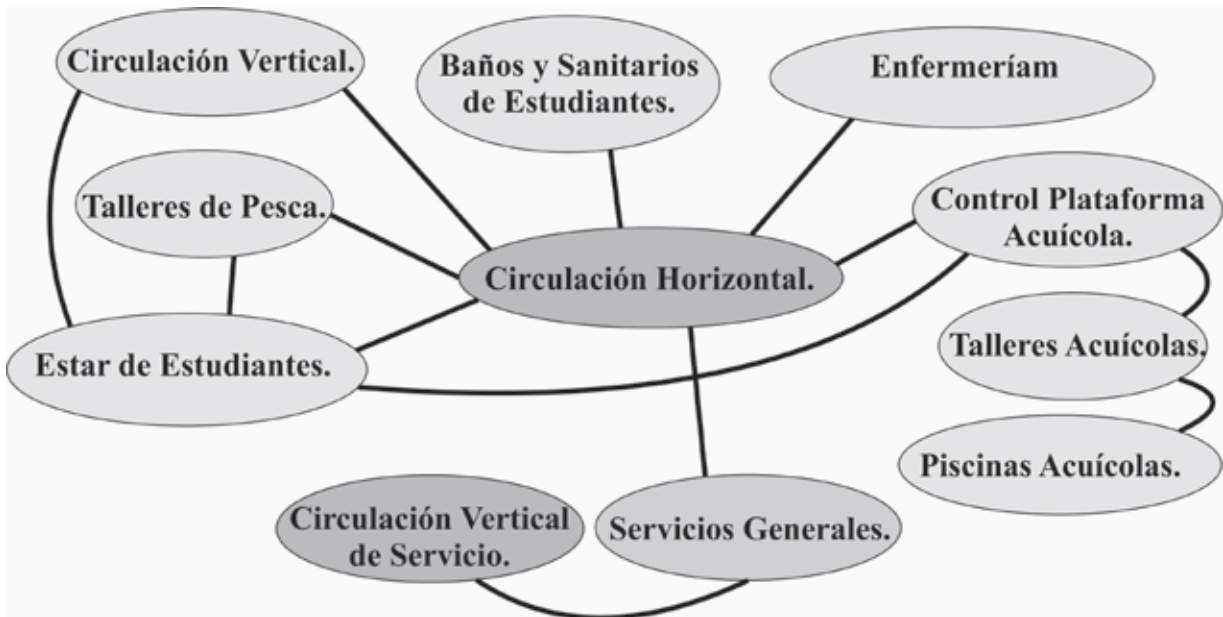 Circulación Vertical.
Baños y Sanitarios
de Estudiantes.
Enfermeríam
Talleres de Pesca.
Control Plataforma
Acuícola.
Circulación Horizontal.
Estar de Estudiantes.
Talleres Acuícolas.
Piscinas Acuícolas.
Circulación Vertical
de Servicio.
Servicios Generales.